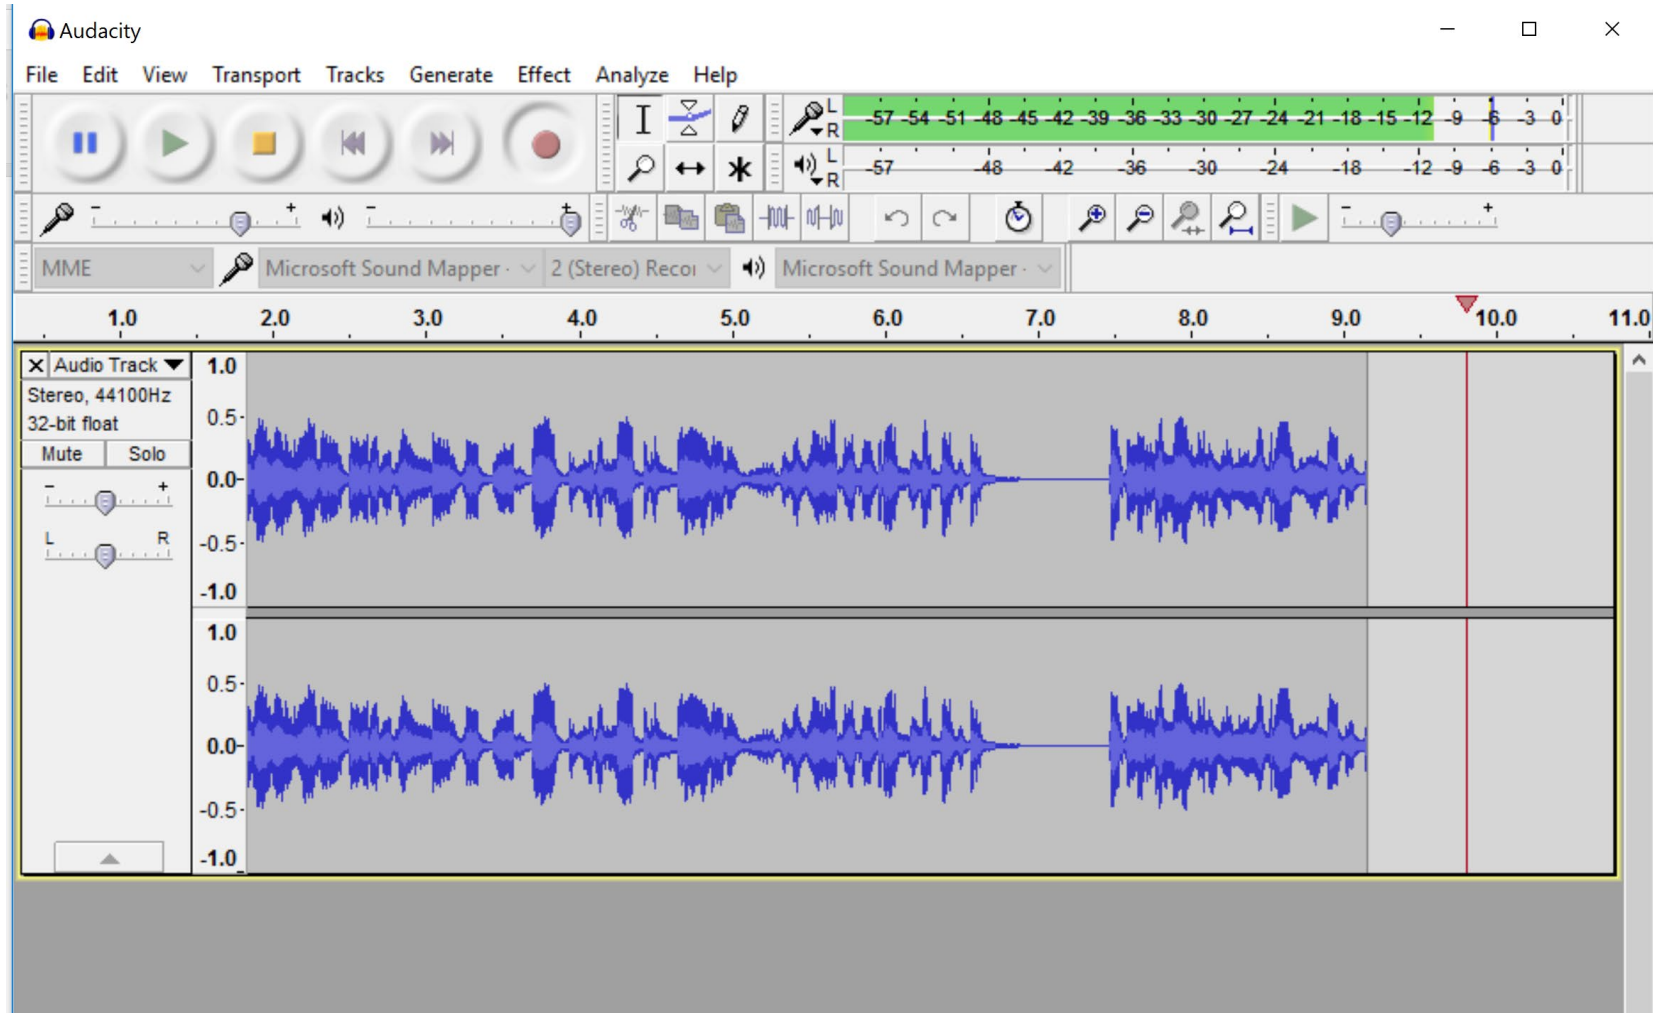 Audacity
File Edit View Transport Tracks Generate Effect Analyze Help
L
R
-57 -54 -51 -48 -45 -42 -39 -36 -33 -30 -27 -24 -21 -18 -15 -12 -9 -6 -3 0
L
R
-57 -48 -42 -36 -30 -24 -18 -12 -9 -6 -3 0
- + - + - +
MME Microsoft Sound Mapper - 2 (Stereo) Recor Microsoft Sound Mapper -
1.0 2.0 3.0 4.0 5.0 6.0 7.0 8.0 9.0 10.0 11.0
X Audio Track 1.0
Stereo, 44100Hz
0.5
32-bit float
Mute Solo
- + 0.0
L R -0.5
-1.0
1.0
0.5
0.0
-0.5
-1.0